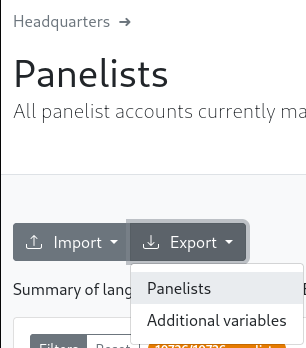 Headquarters →
Panelists
All panelist accounts currently ma
Import
Export
Summary of lang
Panelists
Additional variables